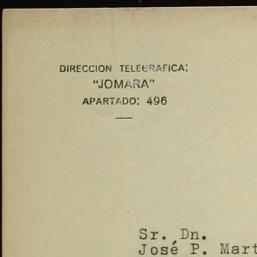 DIRECCION TELEGRAFICA:
"JOMARA"
APARTADO: 496
Sr. Dn.
José P. Mart